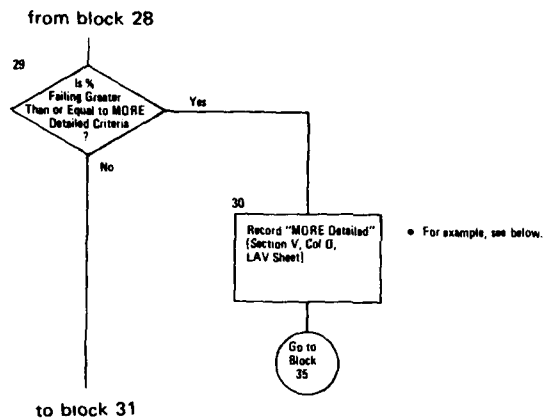 from block 28
29
Is %
Failing Greater
Than or Equal to MORE
Detailed Criteria
?
Yes
No
30
Record "MORE Detailed"
(Section V, Col D,
LAV Sheet)
• For example, see below.
Go to
Block
35
to block 31